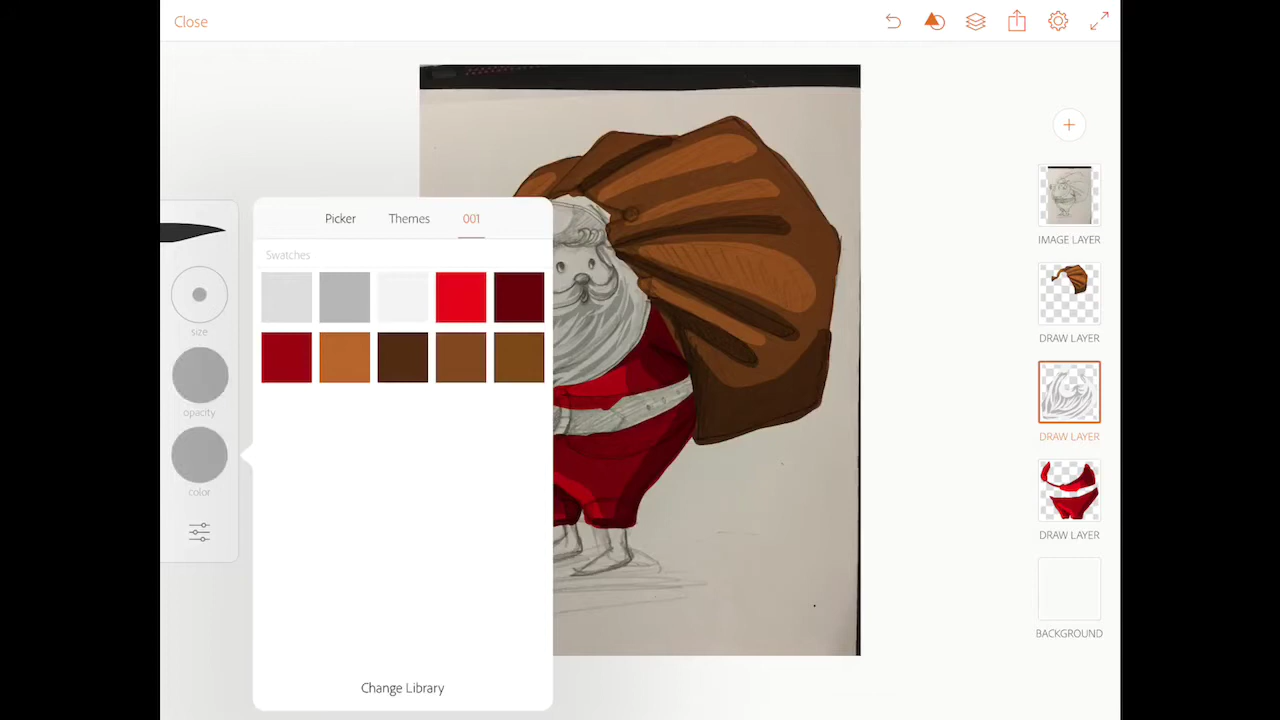 Close
Picker Themes 001
Swatches
size
opacity
color
Change Library
IMAGE LAYER
DRAW LAYER
DRAW LAYER
DRAW LAYER
BACKGROUND